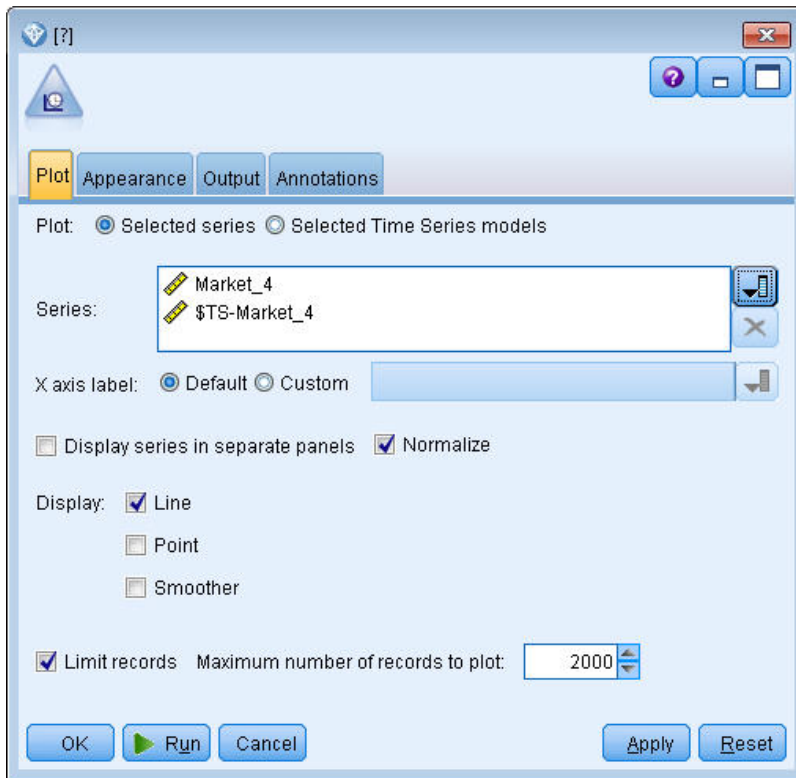 [?]
Plot Appearance Output Annotations
Plot: Selected series Selected Time Series models
Series:
Market_4
$TS-Market_4
X axis label: Default Custom
Display series in separate panels Normalize
Display: Line
Point
Smoother
Limit records Maximum number of records to plot: 2000
OK Run Cancel Apply Reset